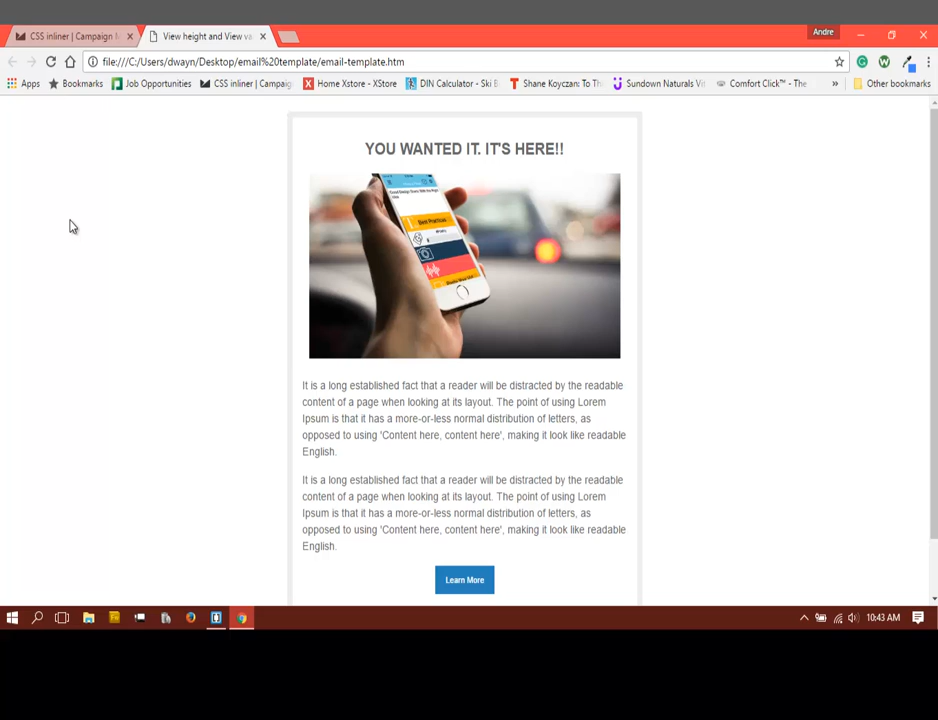 CSS inliner | Campaign M
View height and View va
Andre
file:///C:/Users/dwayn/Desktop/email%20template/email-template.htm
Apps
Bookmarks
Job Opportunities
CSS inliner | Campaig
Home Xstore - XStore
DIN Calculator - Ski B
Shane Koyczan: To Th
Sundown Naturals Vit
Comfort Click™ - The
»
Other bookmarks
YOU WANTED IT. IT'S HERE!!
Best Practices
It is a long established fact that a reader will be distracted by the readable
content of a page when looking at its layout. The point of using Lorem
Ipsum is that it has a more-or-less normal distribution of letters, as
opposed to using 'Content here, content here', making it look like readable
English.
It is a long established fact that a reader will be distracted by the readable
content of a page when looking at its layout. The point of using Lorem
Ipsum is that it has a more-or-less normal distribution of letters, as
opposed to using 'Content here, content here', making it look like readable
English.
Learn More
10:43 AM